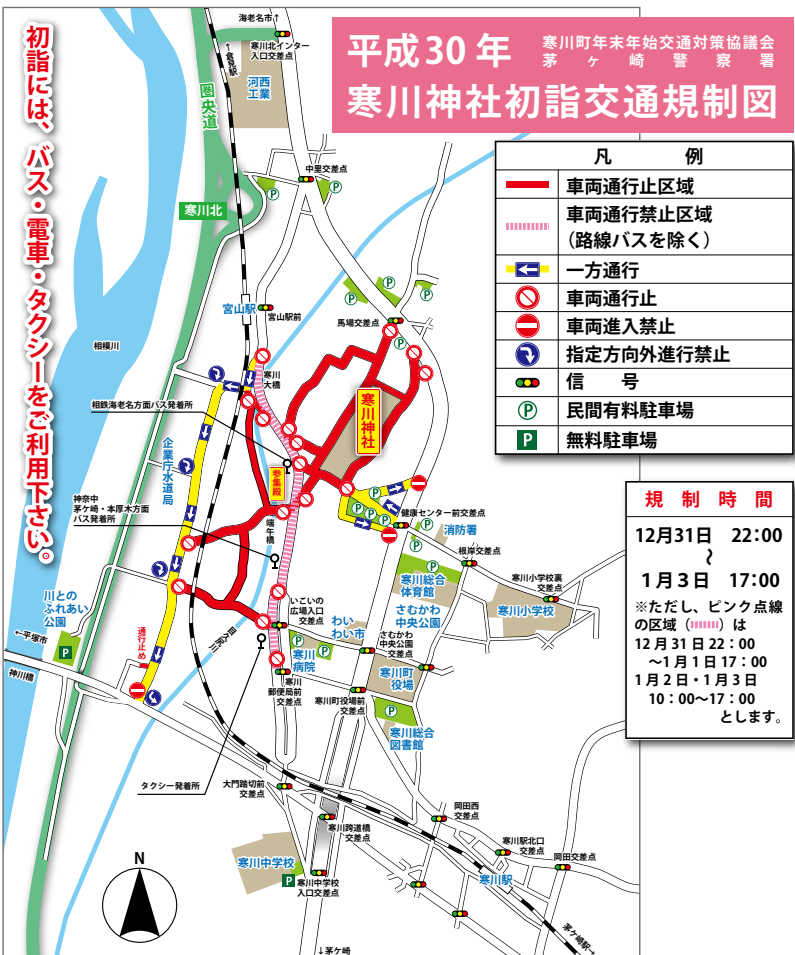 平成30年
寒川町年末年始交通対策協議会
茅ヶ崎警察署
寒川神社初詣交通規制図
初詣には、バス・電車・タクシーをご利用下さい。
凡 例
車両通行止区域
車両通行禁止区域
(路線バスを除く)
一方通行
車両通行止
車両進入禁止
指定方向外進行禁止
信 号
P 民間有料駐車場
P 無料駐車場
規制時間
12月31日 22:00
〜
1月3日 17:00
※ただし、ピンク点線
の区域( )は
12月31日22:00
〜1月1日17:00
1月2日・1月3日
10:00〜17:00
とします。
海老名市↑
寒川北インター
入口交差点
↑倉見駅
河西
工業
圏央道
中里交差点
P
P
寒川北
P
P
P
宮山駅
宮山駅前
馬場交差点
P
相模川
寒川
大橋
相鉄海老名方面バス発着所
寒川神社
企業庁水道局
参集殿
神奈中
茅ケ崎・本厚木方面
バス発着所
端午橋
P
P
P
P
P
健康センター前交差点
P
消防署
P
P
根岸交差点
寒川総合
体育館
寒川小学校裏
交差点
寒川小学校
さむかわ
中央公園
川との
ふれあい
公園
P
←平塚市
神川橋
通行止め
目久尻川
いこいの
広場入口
交差点
わい
わい市
さむかわ
中央公園
交差点
P
P
寒川
病院
寒川町
役場
寒川
郵便局前
交差点
寒川町役場前
交差点
P
寒川総合
図書館
タクシー発着所
大門踏切前
交差点
岡田西
交差点
寒川跨道橋
交差点
寒川駅北口
交差点
岡田交差点
寒川中学校
P
寒川中学校
入口交差点
寒川駅
N
↓茅ケ崎
茅ケ崎駅→